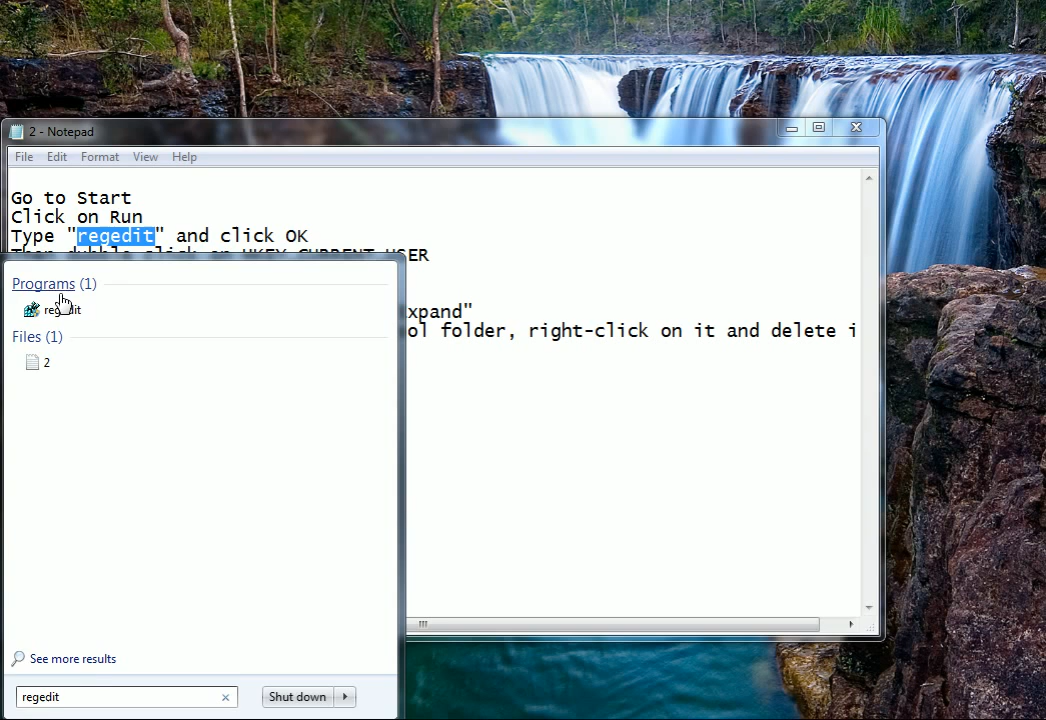 2 - Notepad
File Edit Format View Help
Go to Start
Click on Run
Type "regedit" and click OK
ER
xpand"
ol folder, right-click on it and delete i
Programs (1)
regedit
Files (1)
2
See more results
regedit
Shut down